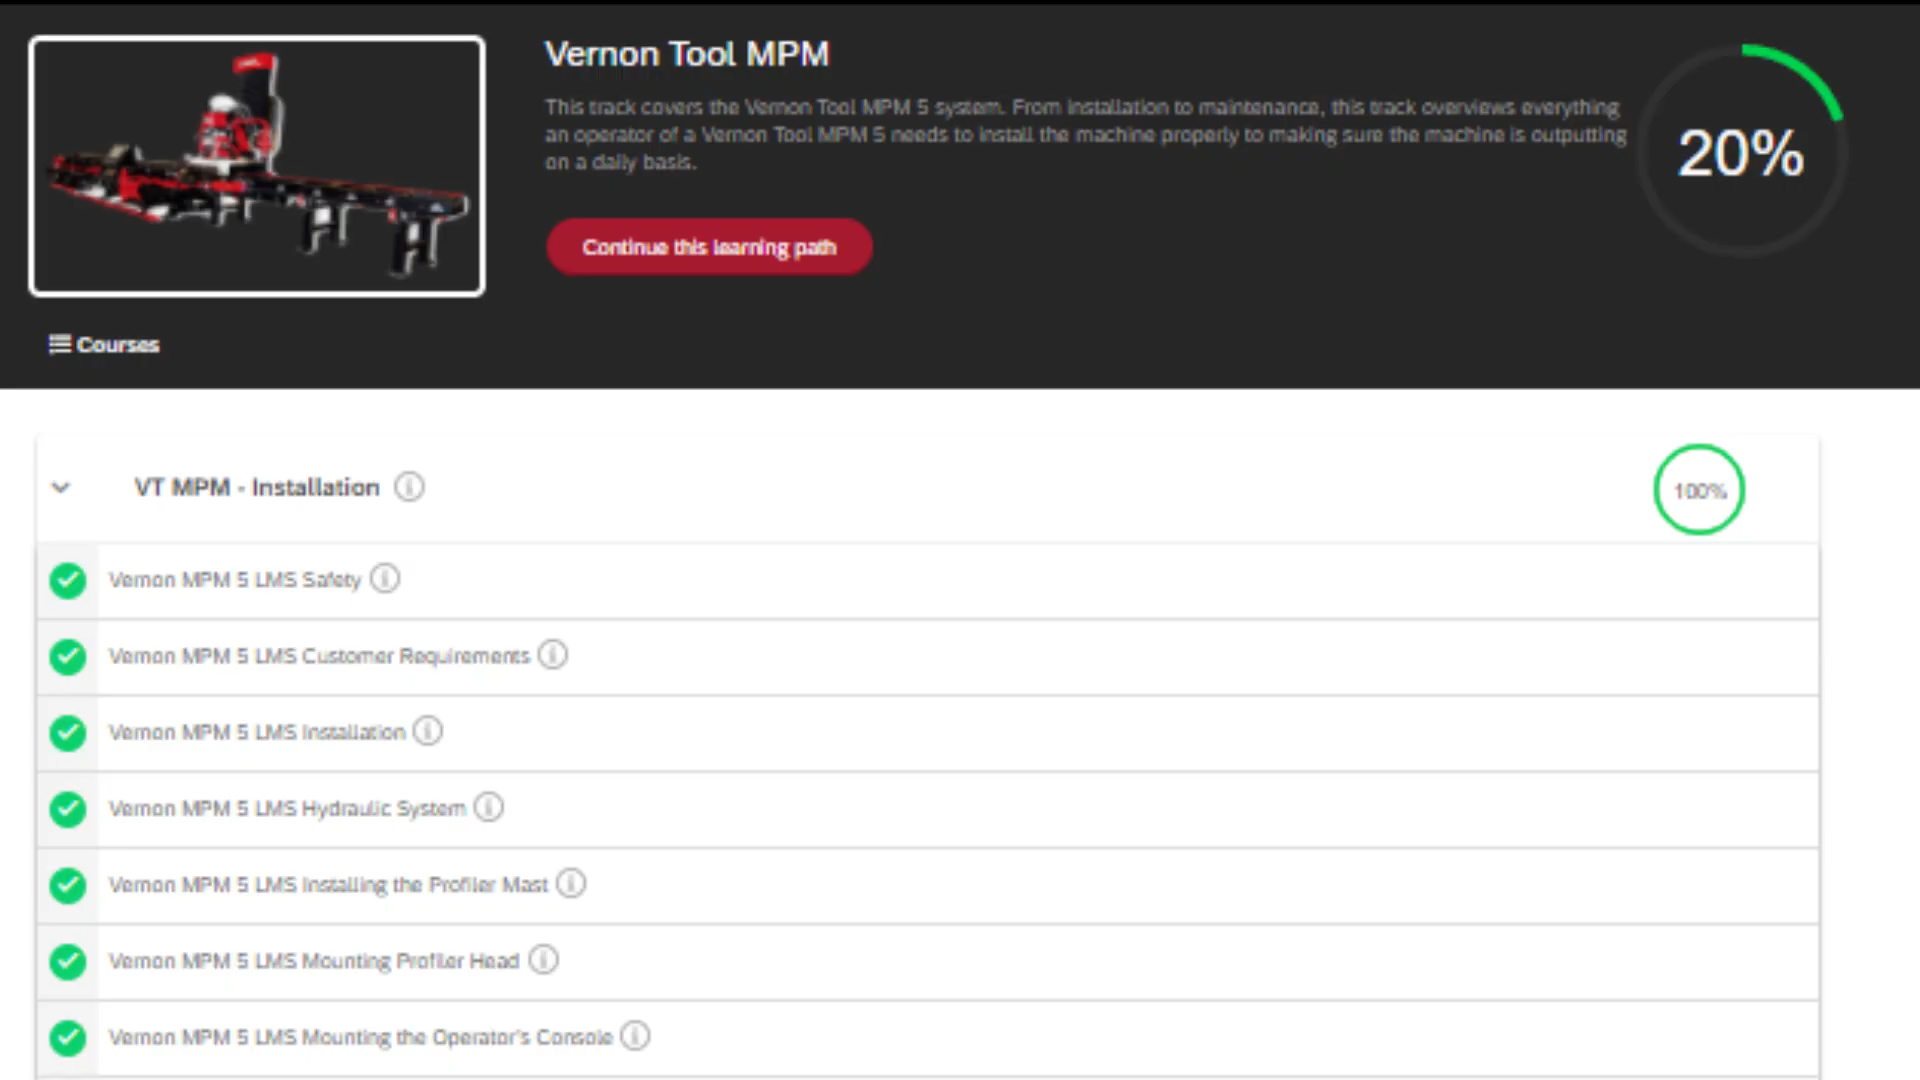 Vernon Tool MPM
This track covers the Vernon Tool MPM 5 system. From installation to maintenance, this track overviews everything
an operator of a Vernon Tool MPM 5 needs to install the machine properly to making sure the machine is outputting
on a daily basis.
20%
Continue this learning path
Courses
VT MPM - Installation
100%
Vernon MPM 5 LMS Safety
Vernon MPM 5 LMS Customer Requirements
Vernon MPM 5 LMS Installation
Vernon MPM 5 LMS Hydraulic System
Vernon MPM 5 LMS Installing the Profiler Mast
Vernon MPM 5 LMS Mounting Profiler Head
Vernon MPM 5 LMS Mounting the Operator's Console